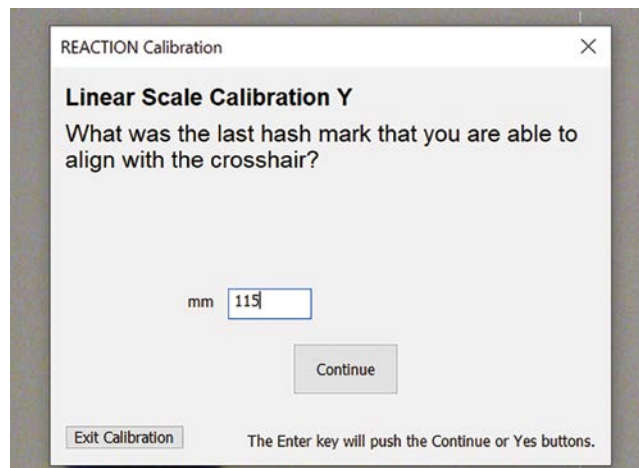 REACTION Calibration
Linear Scale Calibration Y
What was the last hash mark that you are able to
align with the crosshair?
mm 115
Continue
Exit Calibration The Enter key will push the Continue or Yes buttons.